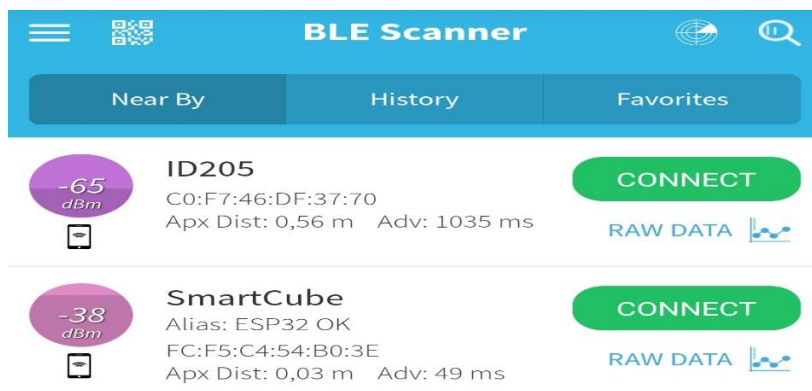 BLE Scanner
Near By
History
Favorites
-65
dBm
ID205
C0:F7:46:DF:37:70
Apx Dist: 0,56 m Adv: 1035 ms
CONNECT
RAW DATA
-38
dBm
SmartCube
Alias: ESP32 OK
FC:F5:C4:54:B0:3E
Apx Dist: 0,03 m Adv: 49 ms
CONNECT
RAW DATA